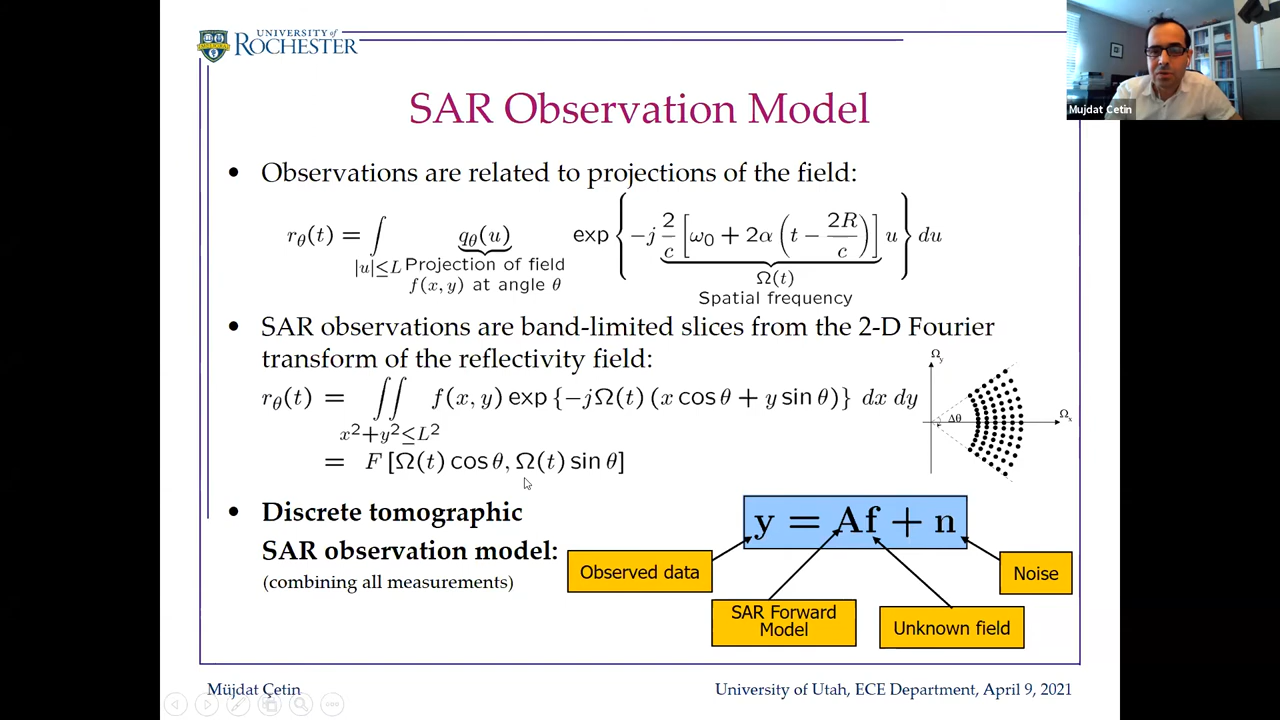 UNIVERSITY of
ROCHESTER
Mujdat Cetin
SAR Observation Model
• Observations are related to projections of the field:
r_θ(t) = ∫_{|u|≤L} q_θ(u) exp{−j 2/c [ω₀ + 2α (t − 2R/c)] u} du
Projection of field
f(x, y) at angle θ
Ω(t)
Spatial frequency
• SAR observations are band-limited slices from the 2-D Fourier
transform of the reflectivity field:
r_θ(t) = ∬_{x²+y²≤L²} f(x, y) exp {−jΩ(t) (x cos θ + y sin θ)} dx dy
= F [Ω(t) cos θ, Ω(t) sin θ]
Ω_y
Δθ
Ω_x
• Discrete tomographic
SAR observation model:
(combining all measurements)
y = Af + n
Observed data
Noise
SAR Forward
Model
Unknown field
Müjdat Çetin
University of Utah, ECE Department, April 9, 2021